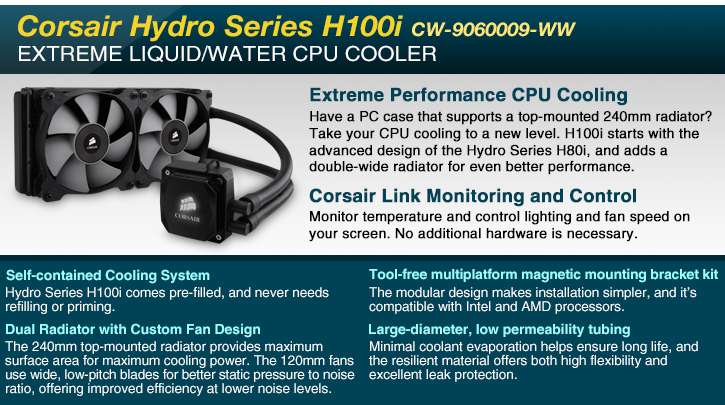 Corsair Hydro Series H100i CW-9060009-WW
EXTREME LIQUID/WATER CPU COOLER
Extreme Performance CPU Cooling
Have a PC case that supports a top-mounted 240mm radiator?
Take your CPU cooling to a new level. H100i starts with the
advanced design of the Hydro Series H80i, and adds a
double-wide radiator for even better performance.
CORSAIR
Corsair Link Monitoring and Control
Monitor temperature and control lighting and fan speed on
your screen. No additional hardware is necessary.
Self-contained Cooling System
Hydro Series H100i comes pre-filled, and never needs
refilling or priming.
Dual Radiator with Custom Fan Design
The 240mm top-mounted radiator provides maximum
surface area for maximum cooling power. The 120mm fans
use wide, low-pitch blades for better static pressure to noise
ratio, offering improved efficiency at lower noise levels.
Tool-free multiplatform magnetic mounting bracket kit
The modular design makes installation simpler, and it's
compatible with Intel and AMD processors.
Large-diameter, low permeability tubing
Minimal coolant evaporation helps ensure long life, and
the resilient material offers both high flexibility and
excellent leak protection.